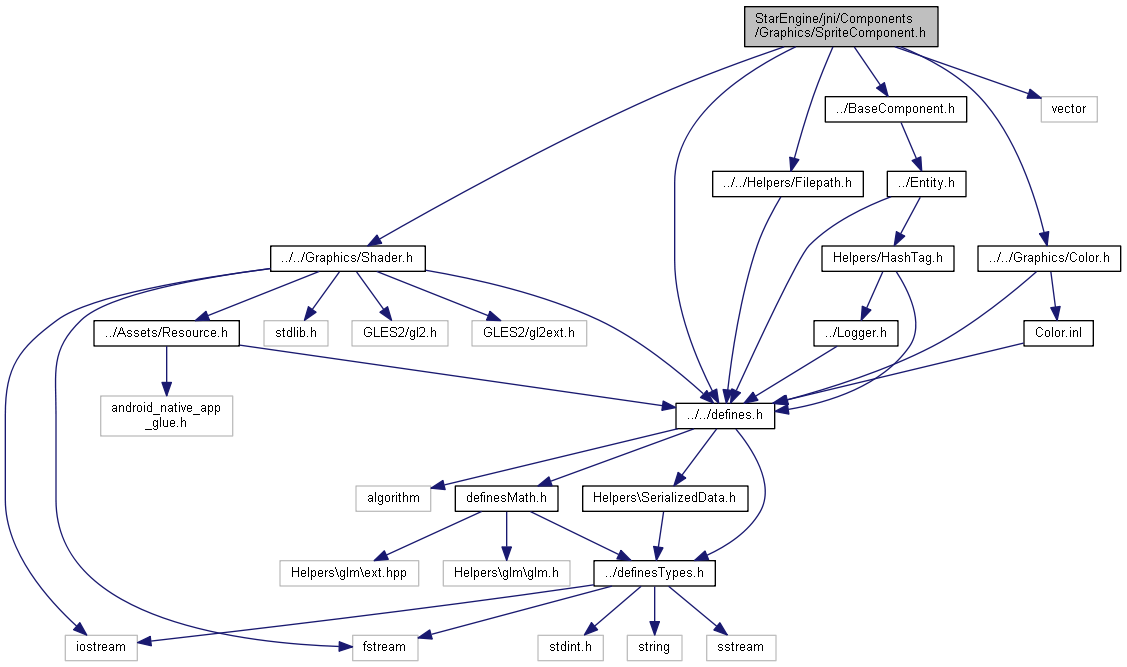 StarEngine/jni/Components
/Graphics/SpriteComponent.h
../BaseComponent.h
vector
../../Helpers/Filepath.h
../Entity.h
../../Graphics/Shader.h
Helpers/HashTag.h
../../Graphics/Color.h
../Assets/Resource.h
stdlib.h
GLES2/gl2.h
GLES2/gl2ext.h
../Logger.h
Color.inl
android_native_app
_glue.h
../../defines.h
algorithm
definesMath.h
Helpers\SerializedData.h
Helpers\glm\ext.hpp
Helpers\glm\glm.h
../definesTypes.h
iostream
fstream
stdint.h
string
sstream